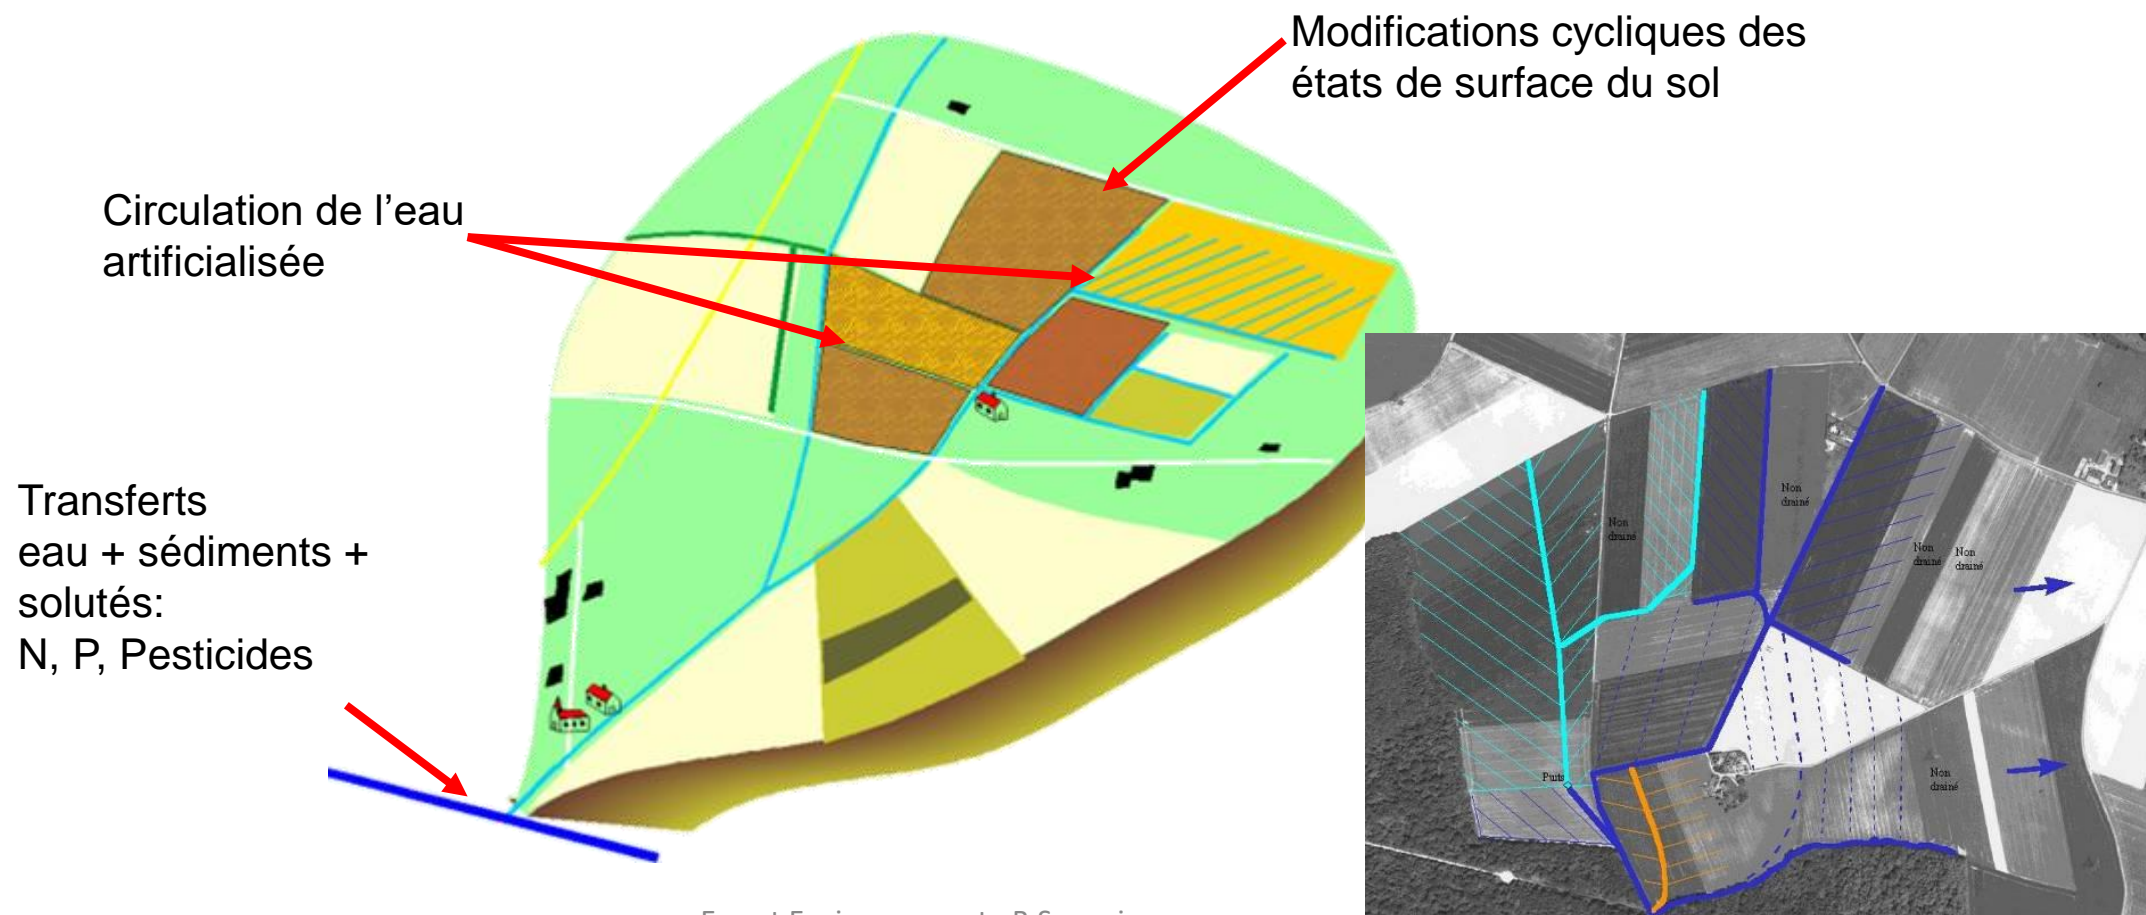 Modifications cycliques des
états de surface du sol
Circulation de l’eau
artificialisée
Transferts
eau + sédiments +
solutés:
N, P, Pesticides
Non
drainé
Non
drainé
Non
drainé
Non
drainé
Puits
Non
drainé